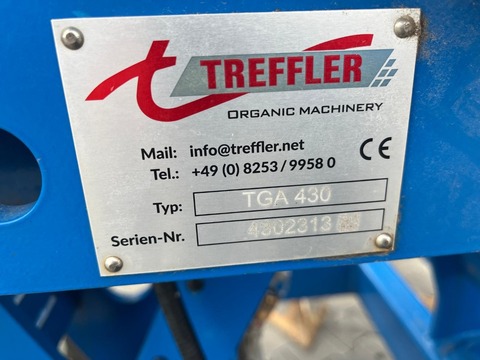 t TREFFLER
ORGANIC MACHINERY
Mail: info@treffler.net
Tel.: +49 (0) 8253 / 9958 0
CE
Typ: TGA 430
Serien-Nr. 4302313